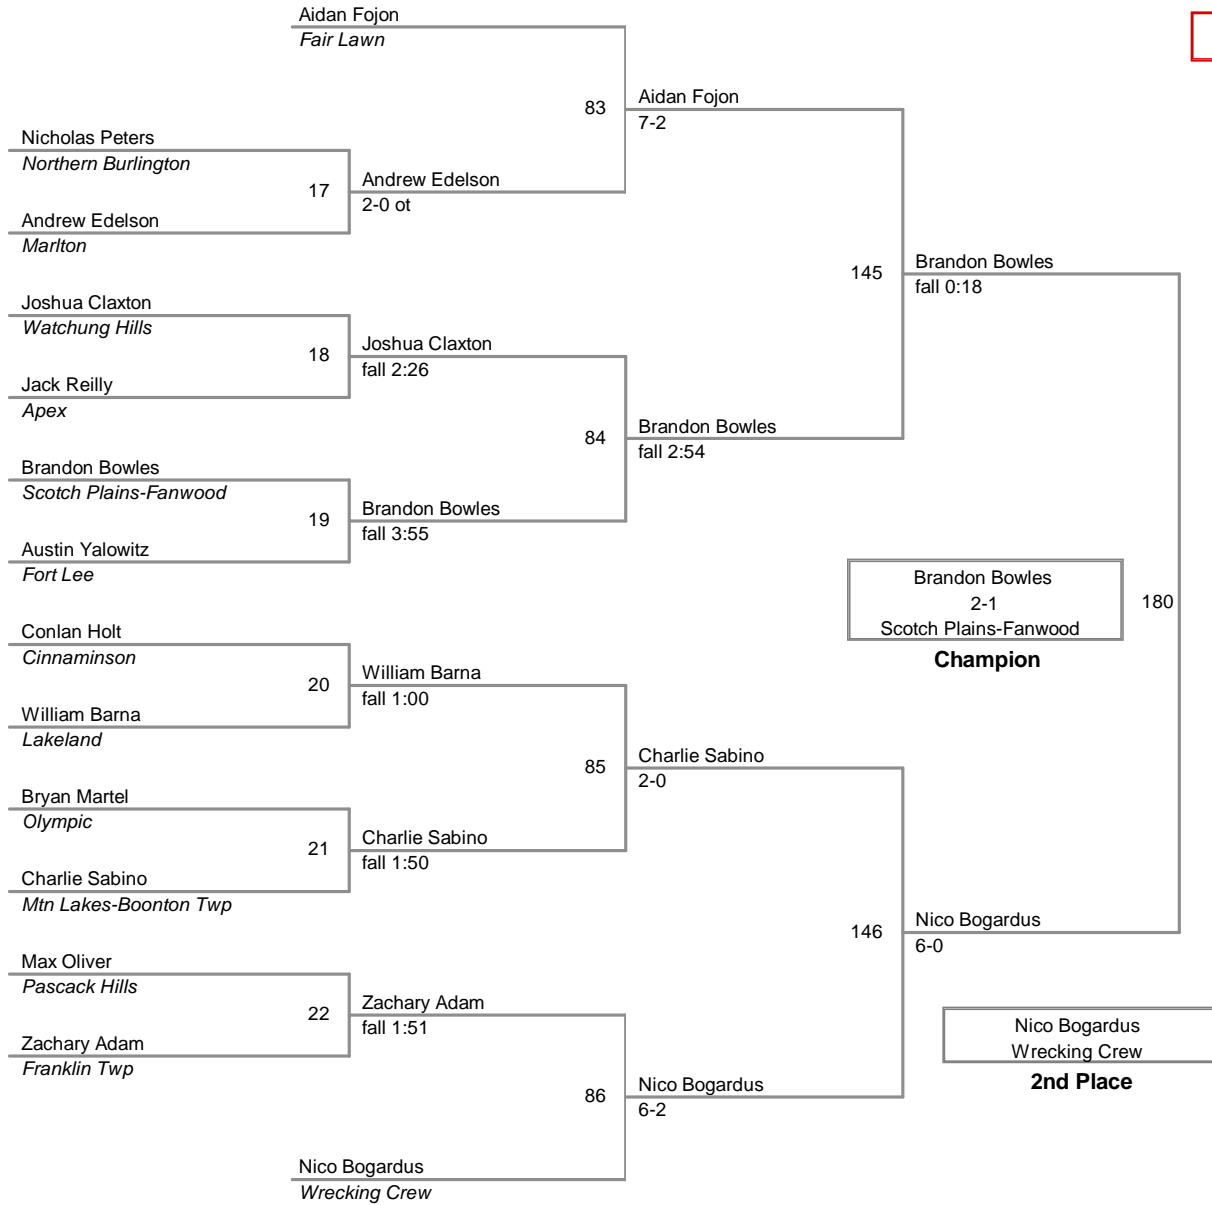 Aidan Fojon
Fair Lawn
83
Aidan Fojon
7-2
Nicholas Peters
Northern Burlington
17
Andrew Edelson
2-0 ot
Andrew Edelson
Marlton
145
Brandon Bowles
fall 0:18
Joshua Claxton
Watchung Hills
18
Joshua Claxton
fall 2:26
Jack Reilly
Apex
84
Brandon Bowles
fall 2:54
Brandon Bowles
Scotch Plains-Fanwood
19
Brandon Bowles
fall 3:55
Austin Yalowitz
Fort Lee
Brandon Bowles
2-1
Scotch Plains-Fanwood
Champion
180
Conlan Holt
Cinnaminson
20
William Barna
fall 1:00
William Barna
Lakeland
85
Charlie Sabino
2-0
Bryan Martel
Olympic
21
Charlie Sabino
fall 1:50
Charlie Sabino
Mtn Lakes-Boonton Twp
146
Nico Bogardus
6-0
Max Oliver
Pascack Hills
22
Zachary Adam
fall 1:51
Zachary Adam
Franklin Twp
Nico Bogardus
Wrecking Crew
2nd Place
86
Nico Bogardus
6-2
Nico Bogardus
Wrecking Crew